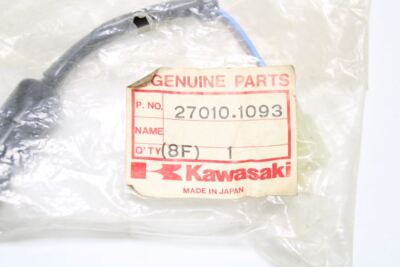 GENUINE PARTS
P. NO. 27010.1093
NAME
Q'TY (8F) 1
Kawasaki
MADE IN JAPAN